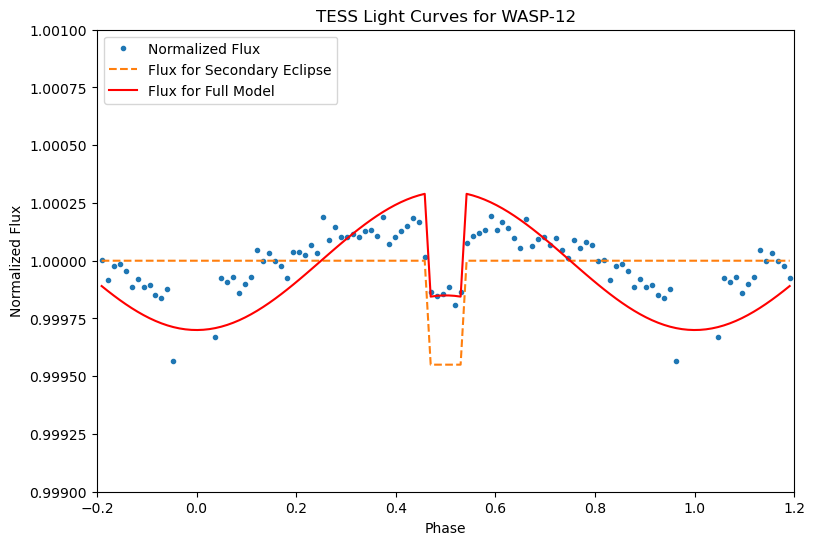 TESS Light Curves for WASP-12
Normalized Flux
Flux for Secondary Eclipse
Flux for Full Model
Normalized Flux
1.00100
1.00075
1.00050
1.00025
1.00000
0.99975
0.99950
0.99925
0.99900
−0.2 0.0 0.2 0.4 0.6 0.8 1.0 1.2
Phase